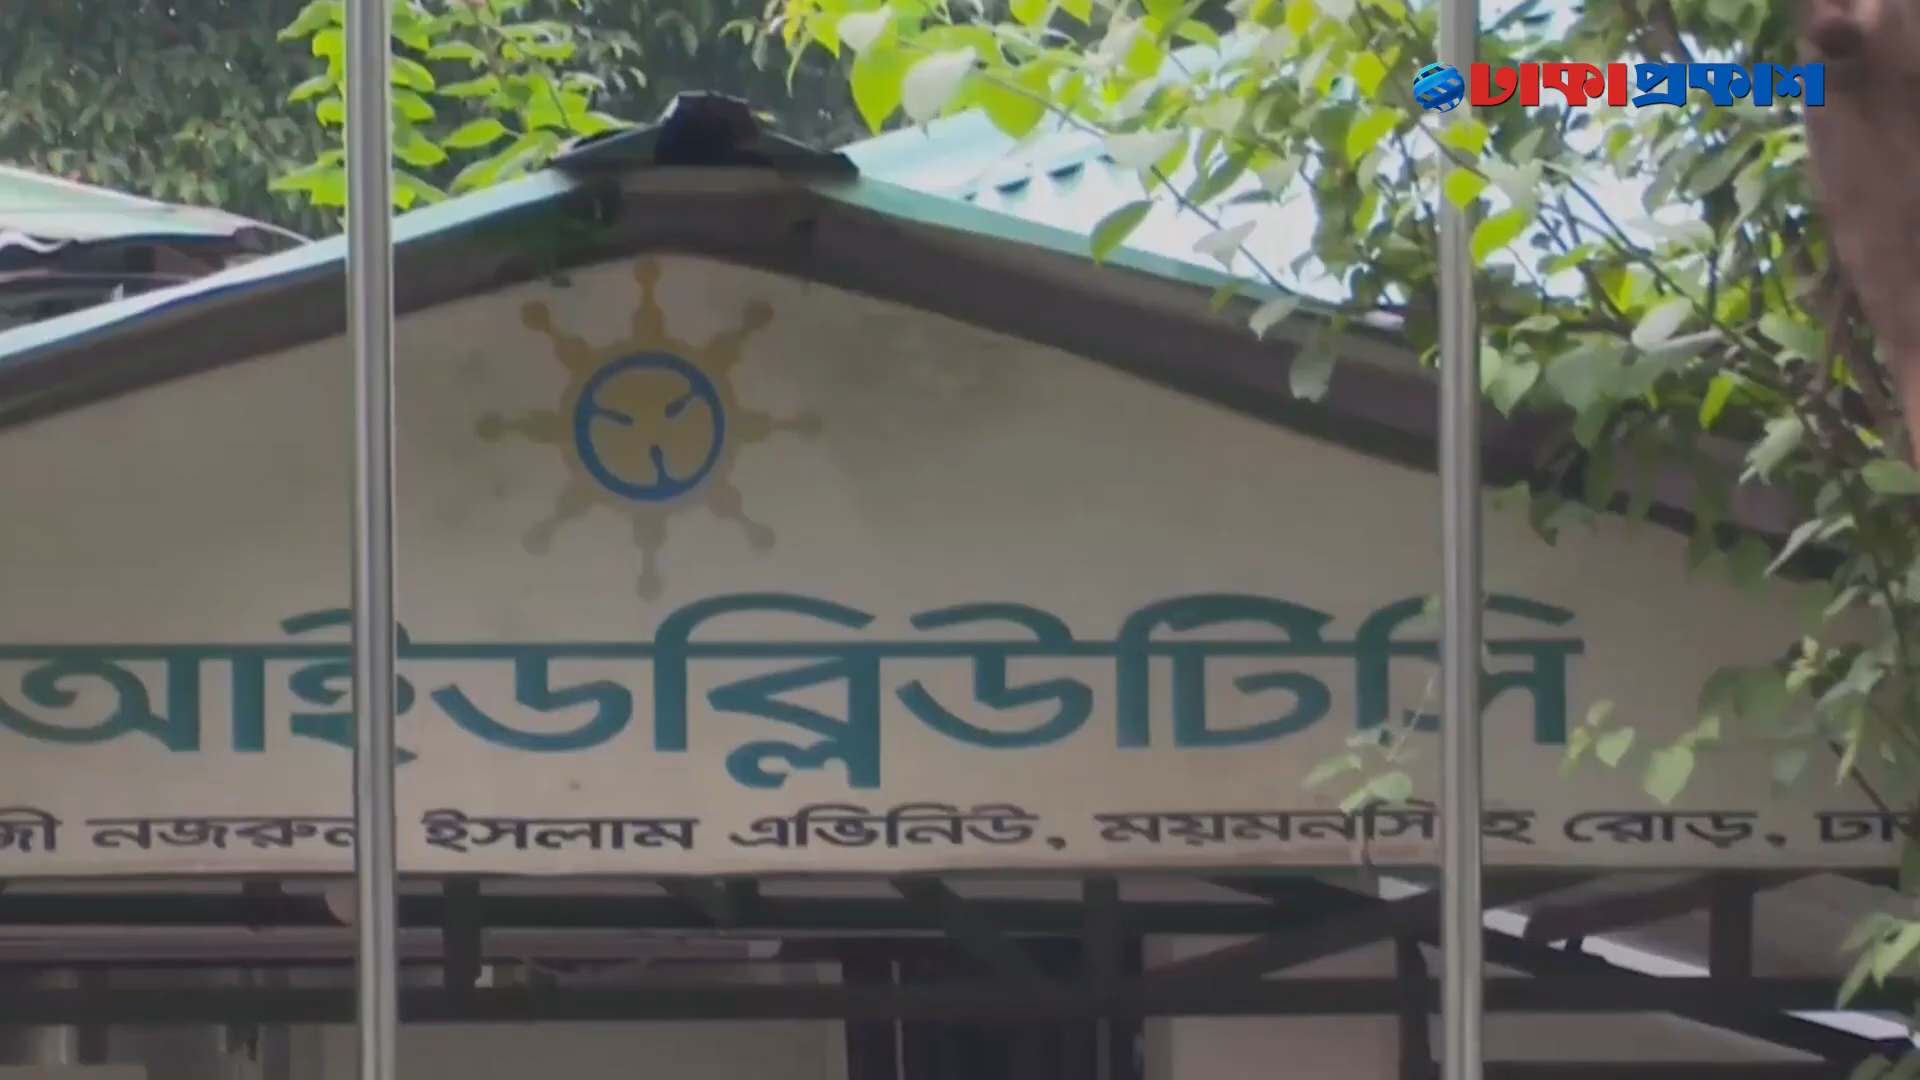 ঢাকাপ্রকাশ
আইডব্লিউটিসি
নজরুল ইসলাম এভিনিউ, ময়মনসিংহ রোড,